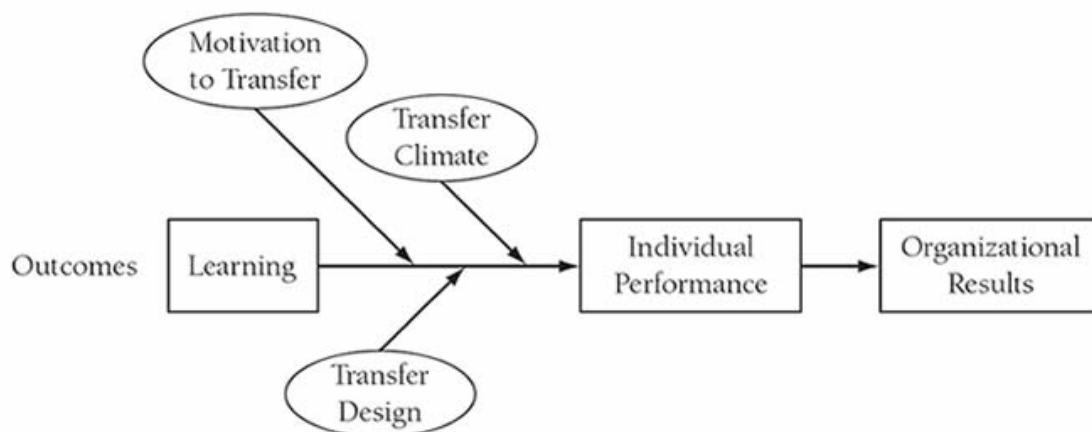 Motivation
to Transfer
Transfer
Climate
Outcomes
Learning
Individual
Performance
Organizational
Results
Transfer
Design